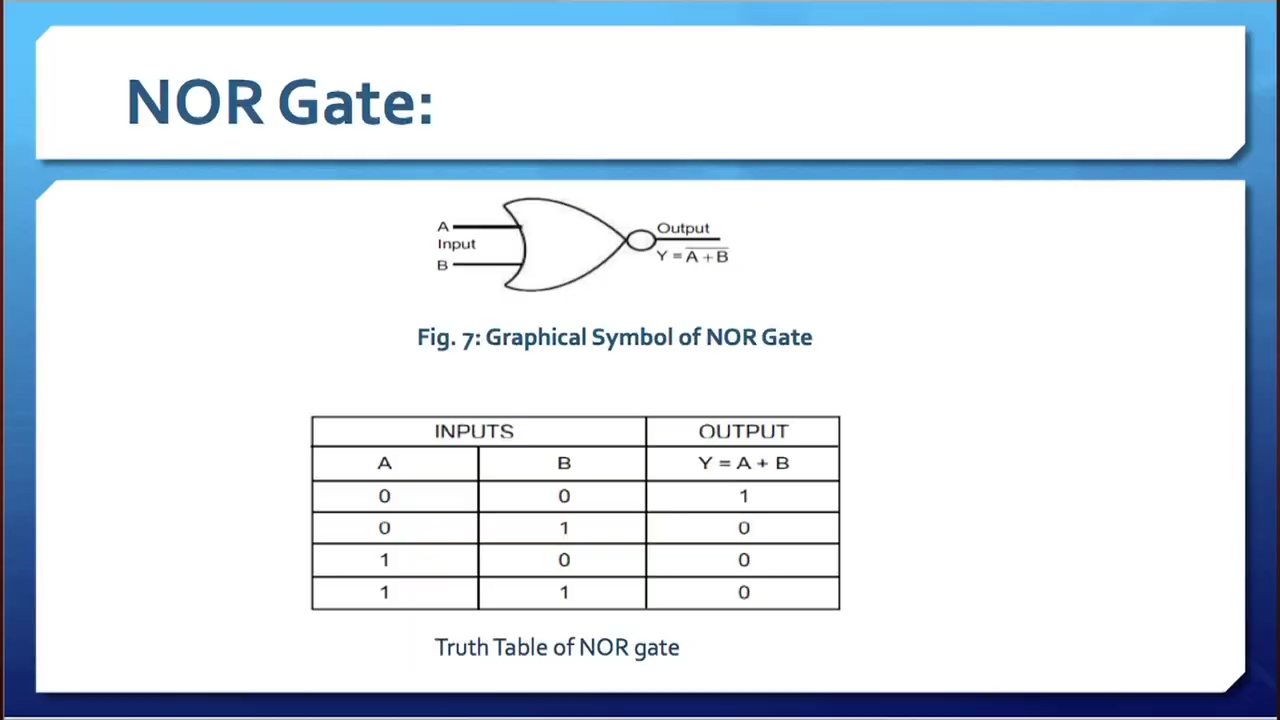 NOR Gate:
A
Output
Input
Y = A̅ ̅+̅ ̅B̅
B
Fig. 7: Graphical Symbol of NOR Gate
INPUTS OUTPUT
A B Y = A + B
0 0 1
0 1 0
1 0 0
1 1 0
Truth Table of NOR gate